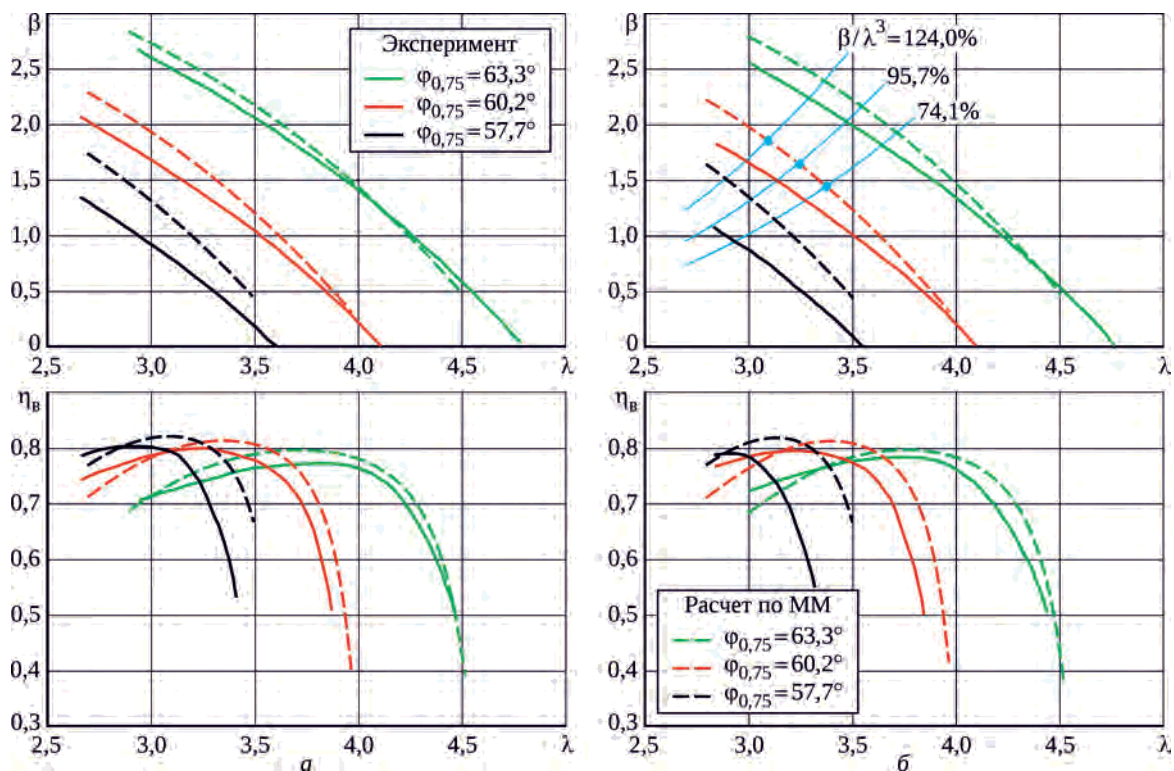 β
2,5
2,0
1,5
1,0
0,5
0
2,5
3,0
3,5
4,0
4,5
λ
Эксперимент
φ0,75 = 63,3°
φ0,75 = 60,2°
φ0,75 = 57,7°
β
2,5
2,0
1,5
1,0
0,5
0
2,5
3,0
3,5
4,0
4,5
λ
β/λ³ = 124,0%
95,7%
74,1%
ηв
0,8
0,7
0,6
0,5
0,4
0,3
2,5
3,0
3,5
4,0
4,5
λ
а
ηв
0,8
0,7
0,6
0,5
0,4
0,3
2,5
3,0
3,5
4,0
4,5
λ
Расчет по ММ
φ0,75 = 63,3°
φ0,75 = 60,2°
φ0,75 = 57,7°
б